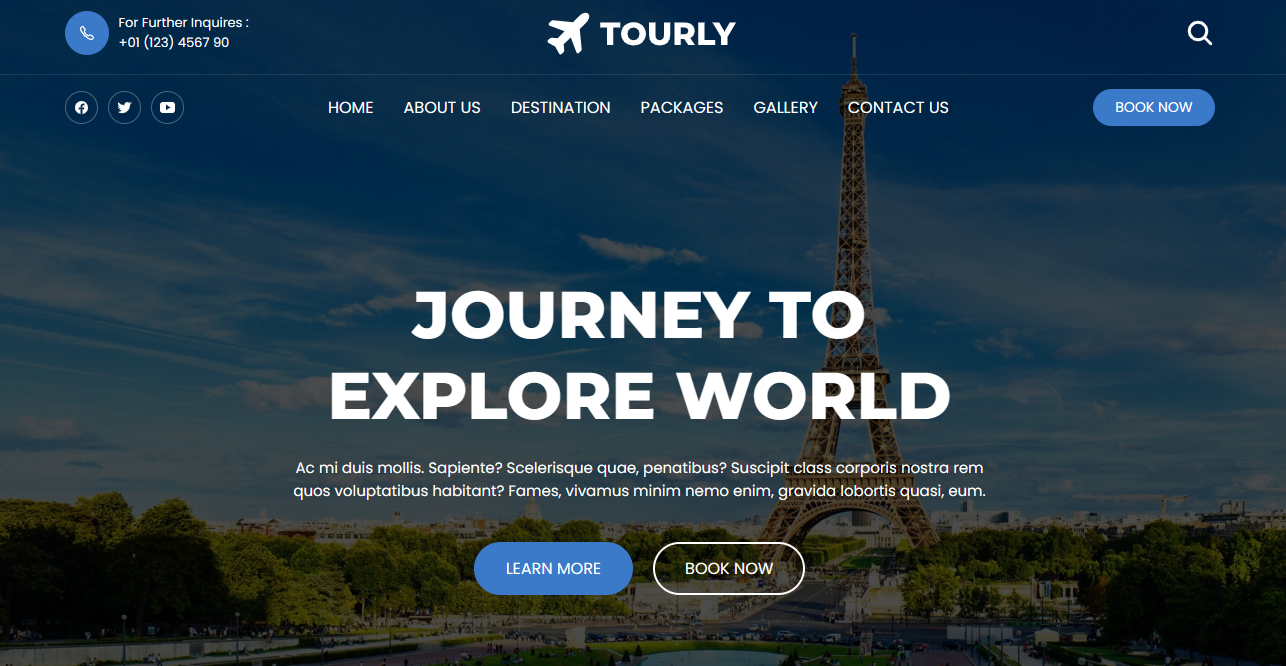 For Further Inquires :
+01 (123) 4567 90
TOURLY
HOME ABOUT US DESTINATION PACKAGES GALLERY CONTACT US
BOOK NOW
JOURNEY TO
EXPLORE WORLD
Ac mi duis mollis. Sapiente? Scelerisque quae, penatibus? Suscipit class corporis nostra rem
quos voluptatibus habitant? Fames, vivamus minim nemo enim, gravida lobortis quasi, eum.
LEARN MORE BOOK NOW